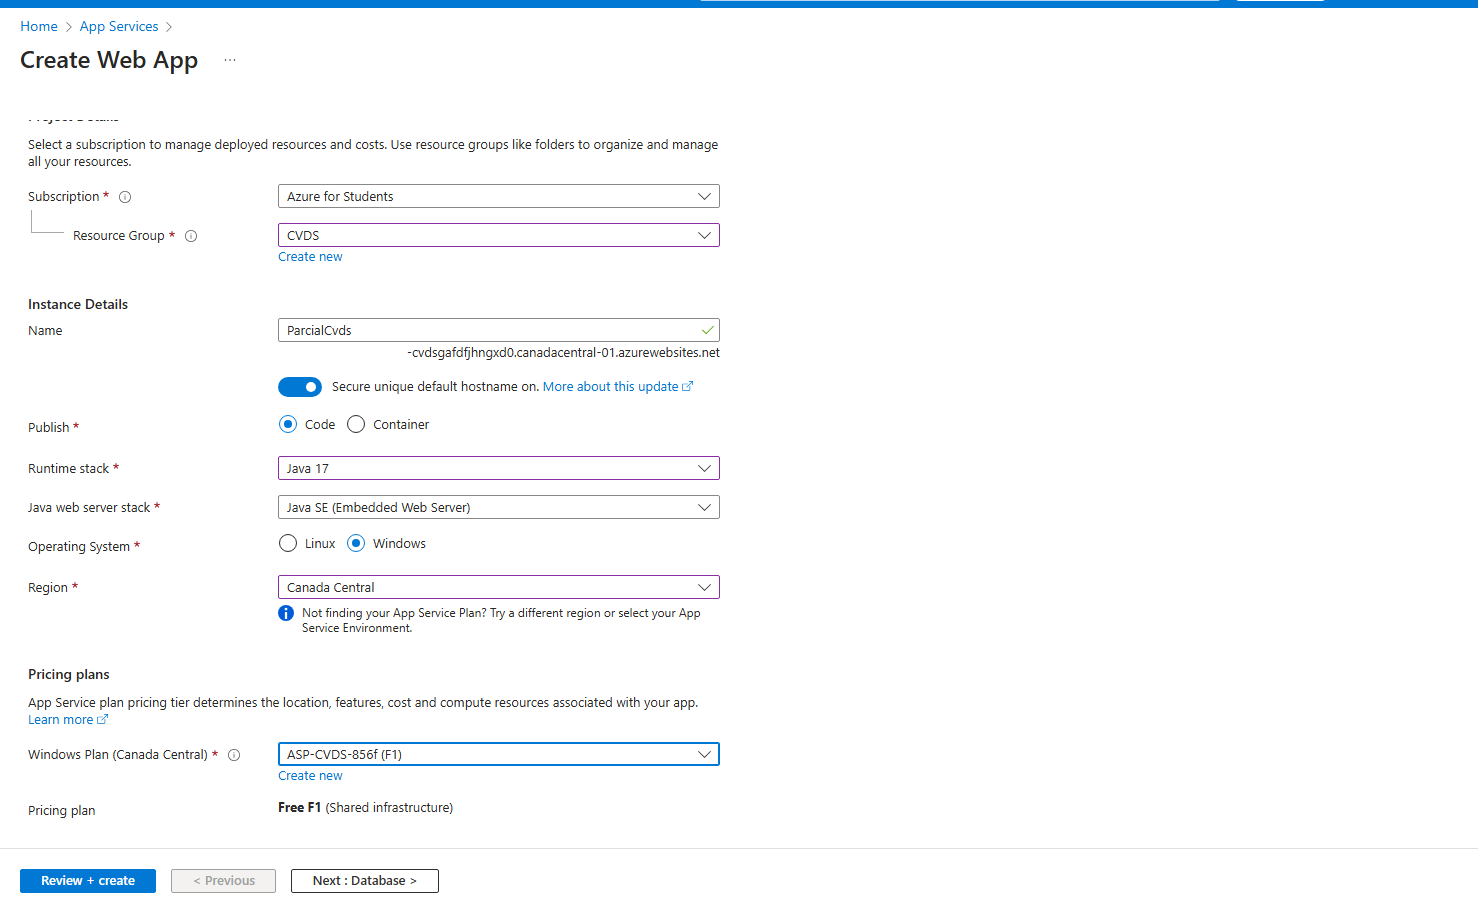 Home > App Services >
Create Web App ...
Select a subscription to manage deployed resources and costs. Use resource groups like folders to organize and manage
all your resources.
Subscription *
Azure for Students
Resource Group *
CVDS
Create new
Instance Details
Name
ParcialCvds
-cvdsgafdfjhngxd0.canadacentral-01.azurewebsites.net
Secure unique default hostname on. More about this update
Publish *
Code Container
Runtime stack *
Java 17
Java web server stack *
Java SE (Embedded Web Server)
Operating System *
Linux Windows
Region *
Canada Central
Not finding your App Service Plan? Try a different region or select your App
Service Environment.
Pricing plans
App Service plan pricing tier determines the location, features, cost and compute resources associated with your app.
Learn more
Windows Plan (Canada Central) *
ASP-CVDS-856f (F1)
Create new
Pricing plan
Free F1 (Shared infrastructure)
Review + create
< Previous
Next : Database >